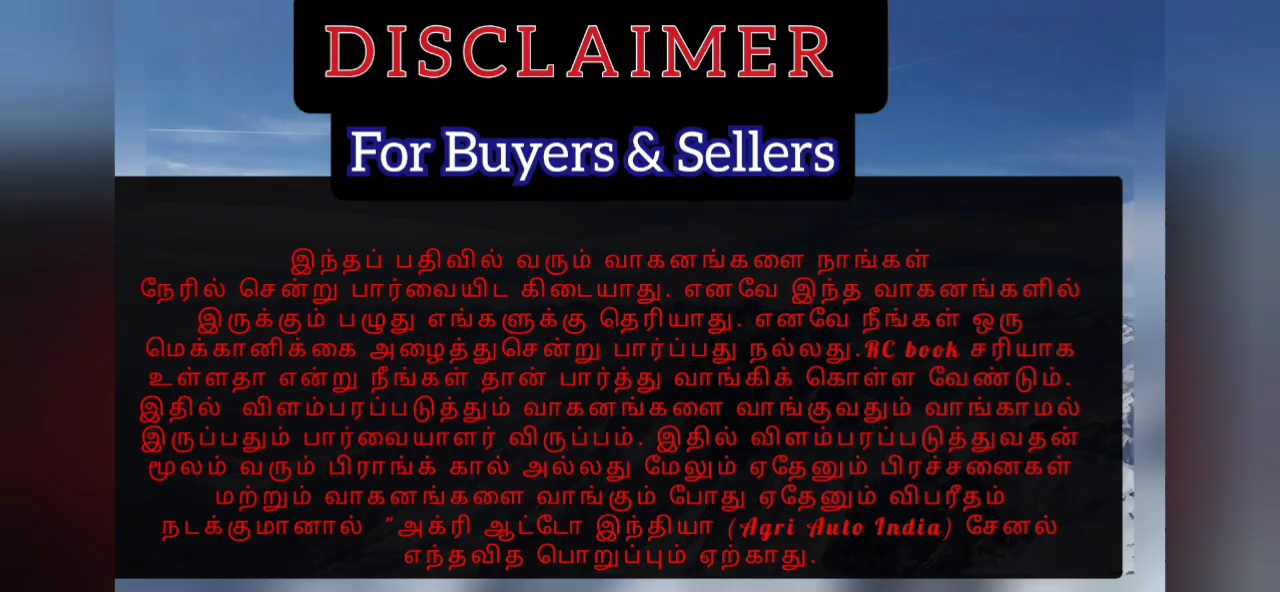 DISCLAIMER
For Buyers & Sellers
இந்தப் பதிவில் வரும் வாகனங்களை நாங்கள்
நேரில் சென்று பார்வையிட கிடையாது. எனவே இந்த வாகனங்களில்
இருக்கும் பழுது எங்களுக்கு தெரியாது. எனவே நீங்கள் ஒரு
மெக்கானிக்கை அழைத்துசென்று பார்ப்பது நல்லது.RC book சரியாக
உள்ளதா என்று நீங்கள் தான் பார்த்து வாங்கிக் கொள்ள வேண்டும்.
இதில் விளம்பரப்படுத்தும் வாகனங்களை வாங்குவதும் வாங்காமல்
இருப்பதும் பார்வையாளர் விருப்பம். இதில் விளம்பரப்படுத்துவதன்
மூலம் வரும் பிராங்க் கால் அல்லது மேலும் ஏதேனும் பிரச்சனைகள்
மற்றும் வாகனங்களை வாங்கும் போது ஏதேனும் விபரீதம்
நடக்குமானால் "அக்ரி ஆட்டோ இந்தியா (Agri Auto India) சேனல்
எந்தவித பொறுப்பும் ஏற்காது.